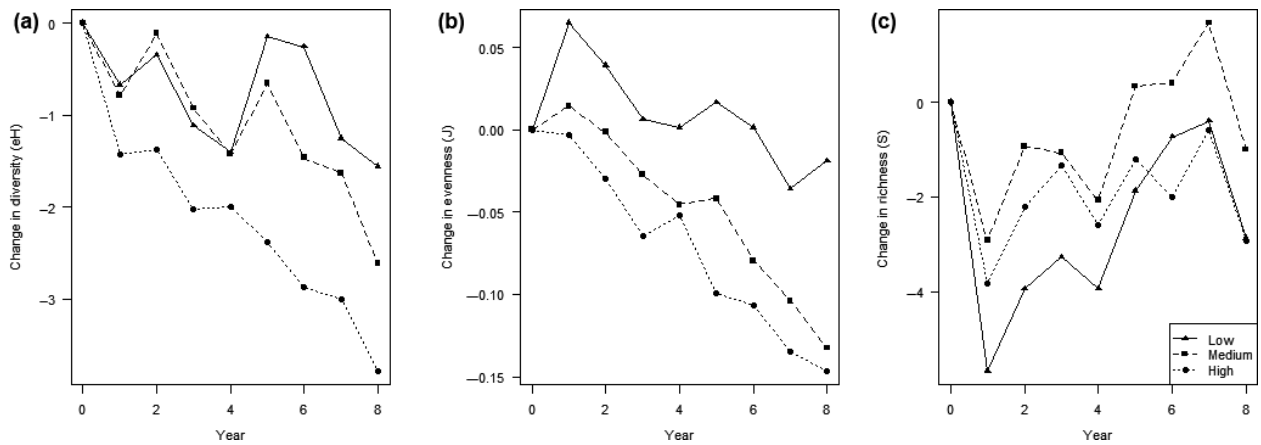 (a)
Change in diversity (eH)
0
–1
–2
–3
0 2 4 6 8
Year
(b)
Change in evenness (J)
0.05
0.00
–0.05
–0.10
–0.15
0 2 4 6 8
Year
(c)
Change in richness (S)
0
–2
–4
0 2 4 6 8
Year
Low
Medium
High